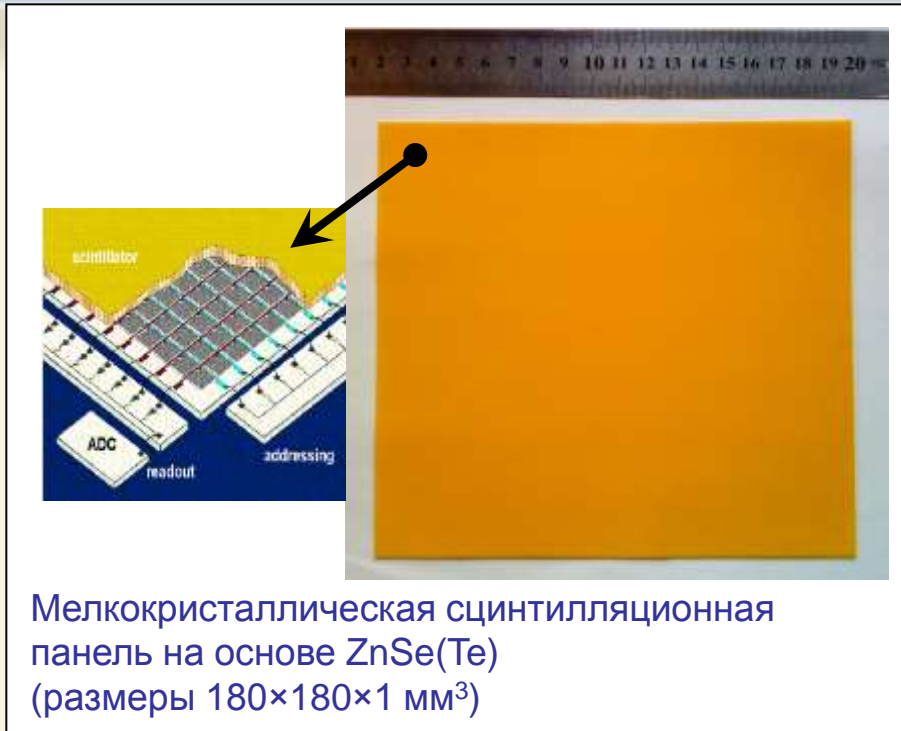 1 2 3 4 5 6 7 8 9 10 11 12 13 14 15 16 17 18 19 20
scintillator
ADC
readout
addressing
Мелкокристаллическая сцинтилляционная
панель на основе ZnSe(Te)
(размеры 180×180×1 мм³)